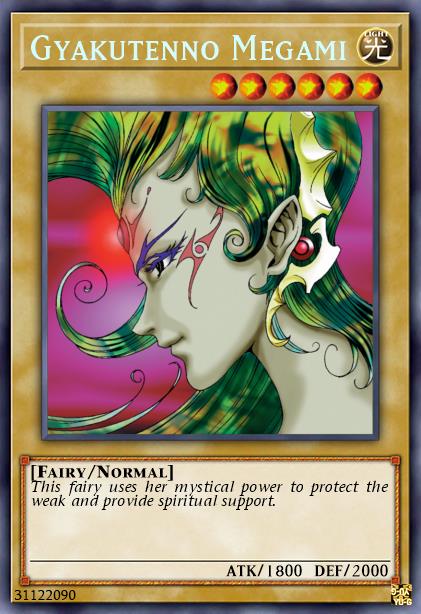 Gyakutenno Megami
LIGHT
光
[Fairy/Normal]
This fairy uses her mystical power to protect the
weak and provide spiritual support.
ATK/1800 DEF/2000
31122090